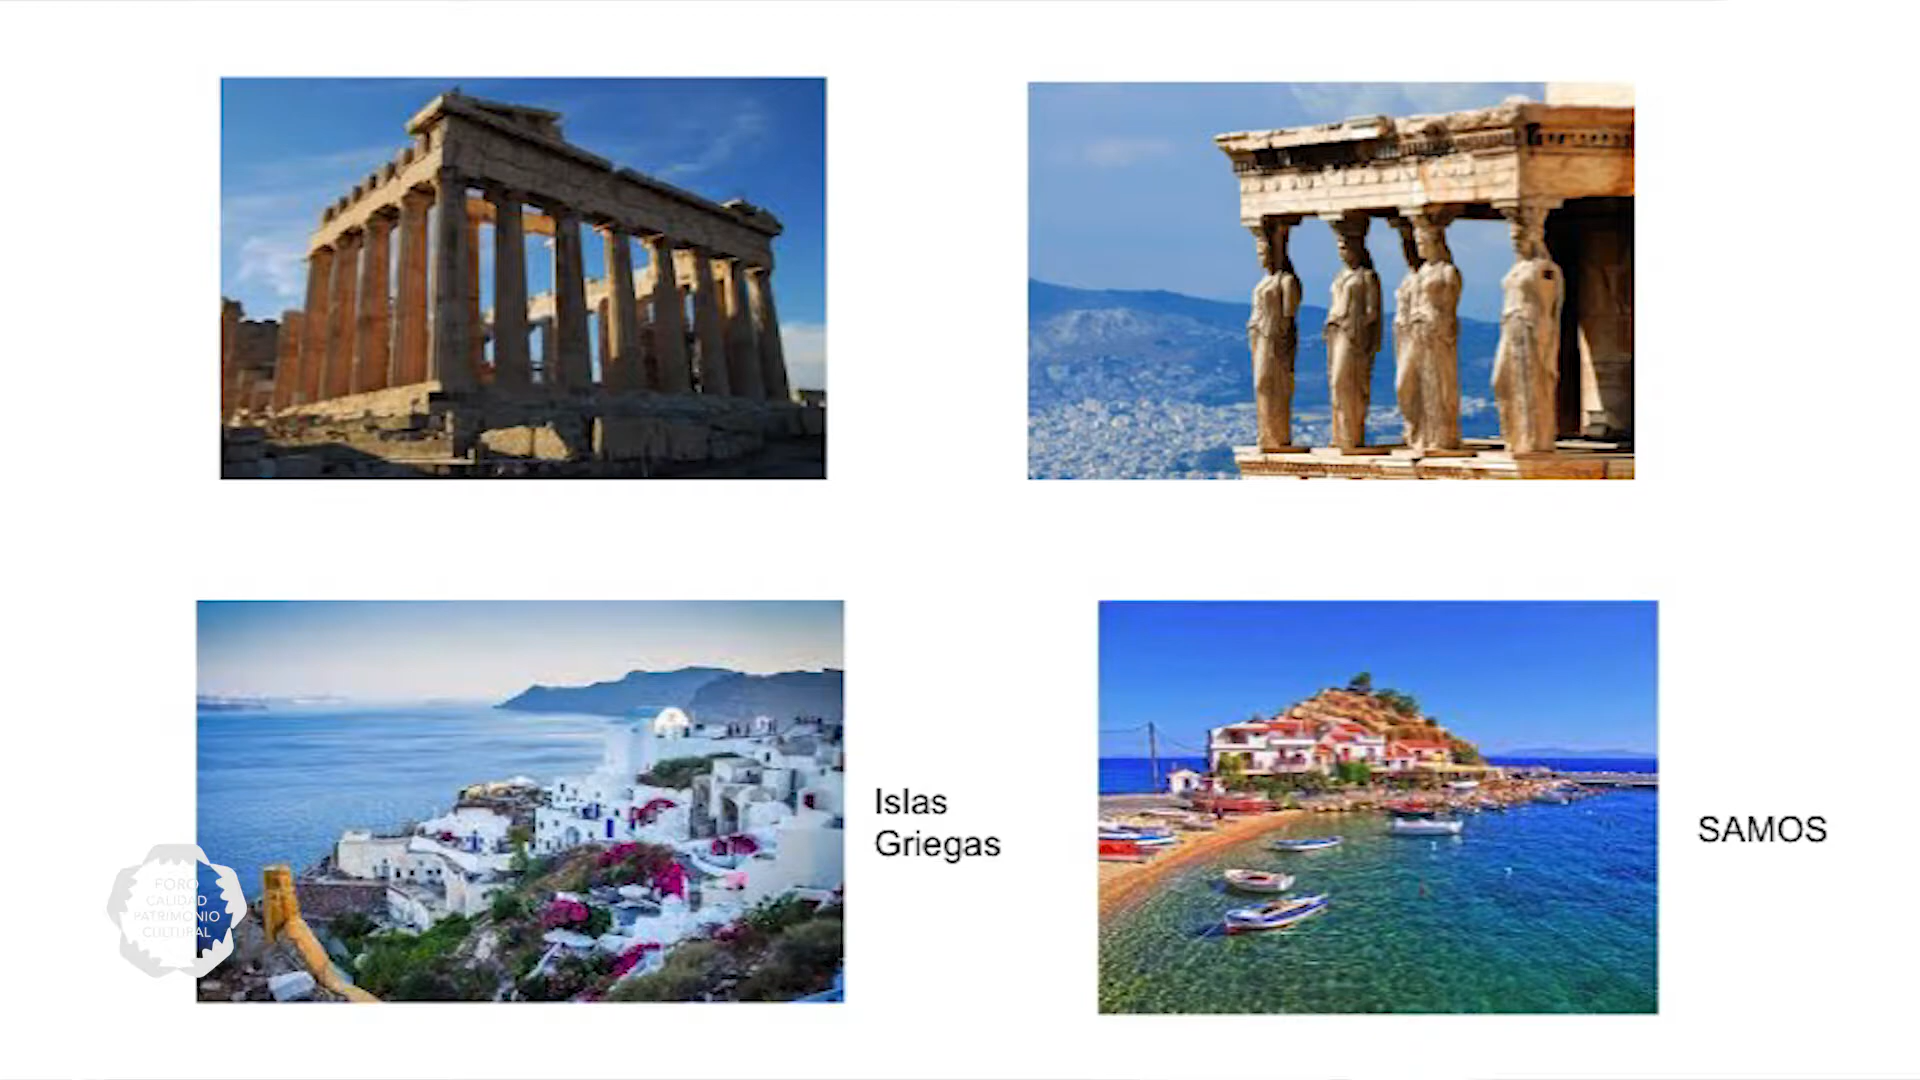 Islas
Griegas
SAMOS
FORO
CALIDAD
PATRIMONIO
CULTURAL